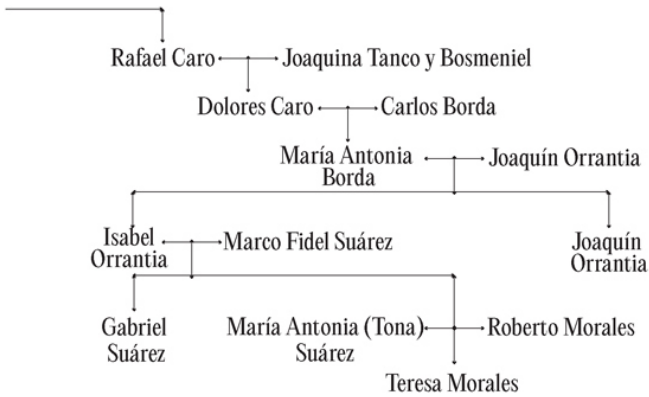 Rafael Caro Joaquina Tanco y Bosmeniel
Dolores Caro Carlos Borda
María Antonia Borda Joaquín Orrantia
Isabel Orrantia Marco Fidel Suárez Joaquín Orrantia
Gabriel Suárez María Antonia (Tona) Suárez Roberto Morales
Teresa Morales